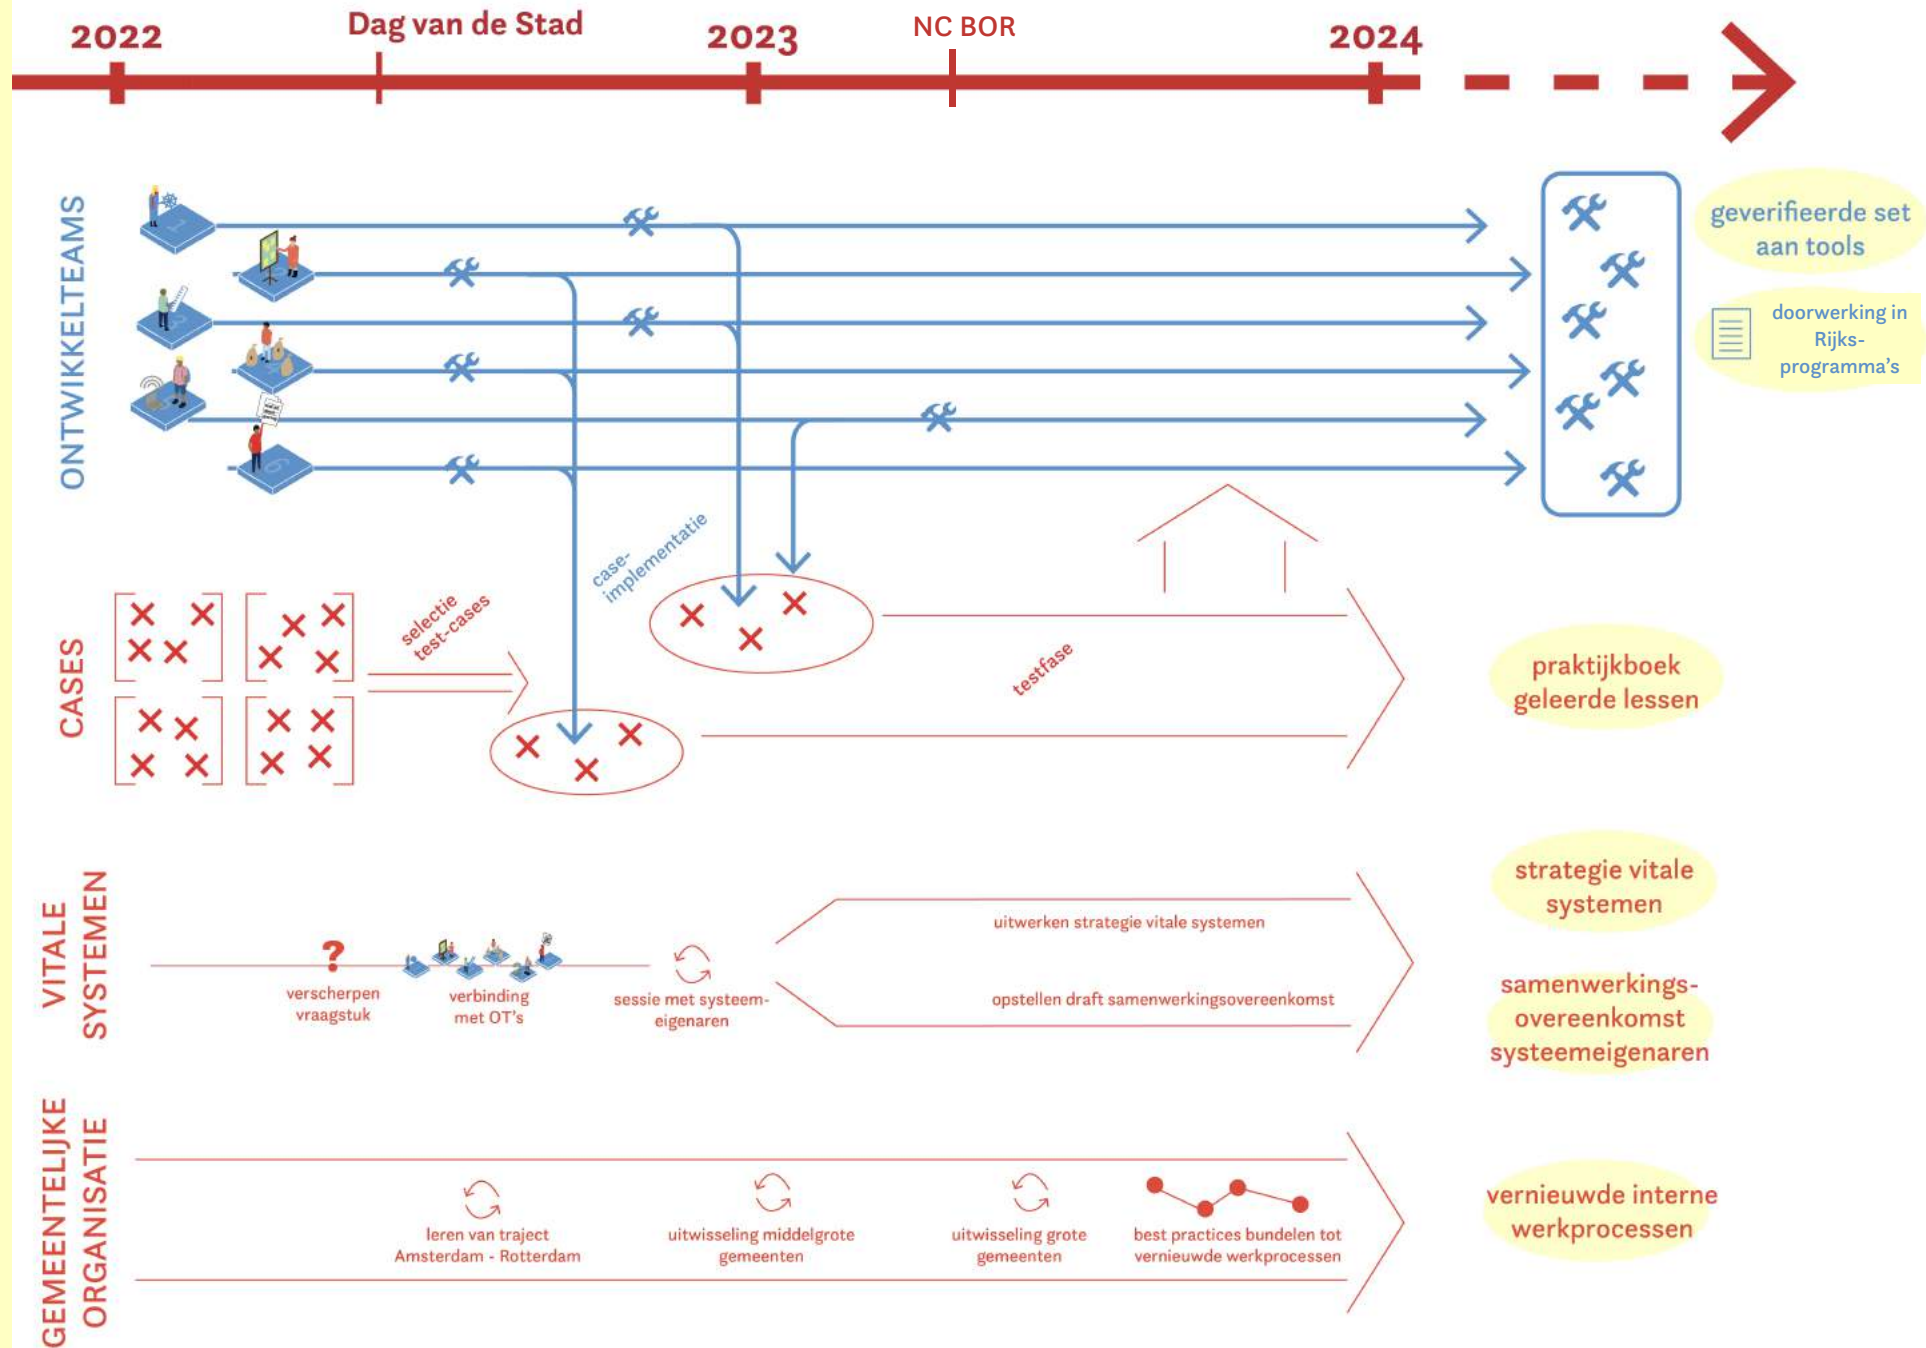 2022
Dag van de Stad
2023
NC BOR
2024
ONTWIKKELTEAMS
1
6
geverifieerde set
aan tools
doorwerking in
Rijks-
programma's
case-
implementatie
CASES
selectie
test-cases
testfase
praktijkboek
geleerde lessen
VITALE
SYSTEMEN
?
verscherpen
vraagstuk
verbinding
met OT's
sessie met systeem-
eigenaren
uitwerken strategie vitale systemen
opstellen draft samenwerkingsovereenkomst
strategie vitale
systemen
samenwerkings-
overeenkomst
systeemeigenaren
GEMEENTELIJKE
ORGANISATIE
leren van traject
Amsterdam - Rotterdam
uitwisseling middelgrote
gemeenten
uitwisseling grote
gemeenten
best practices bundelen tot
vernieuwde werkprocessen
vernieuwde interne
werkprocessen